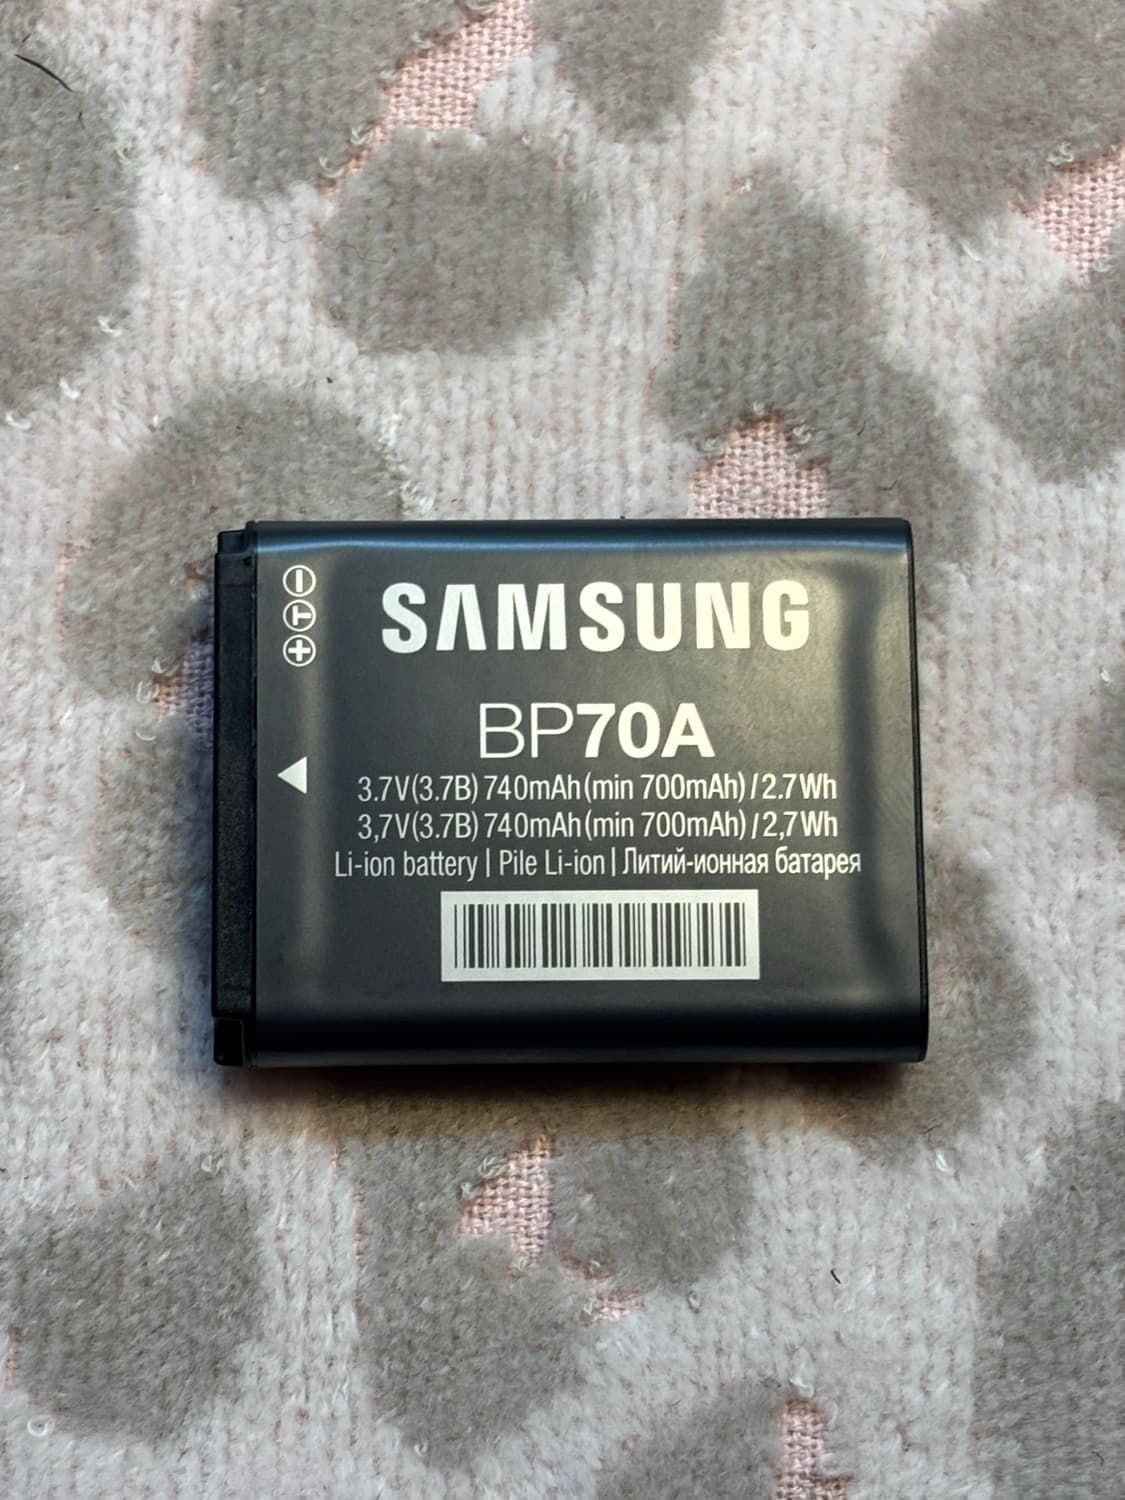 SAMSUNG
BP70A
3.7V(3.7B) 740mAh(min 700mAh)/2.7Wh
3,7V(3.7B) 740mAh(min 700mAh)/2,7Wh
Li-ion battery | Pile Li-ion | Литий-ионная батарея
− T +